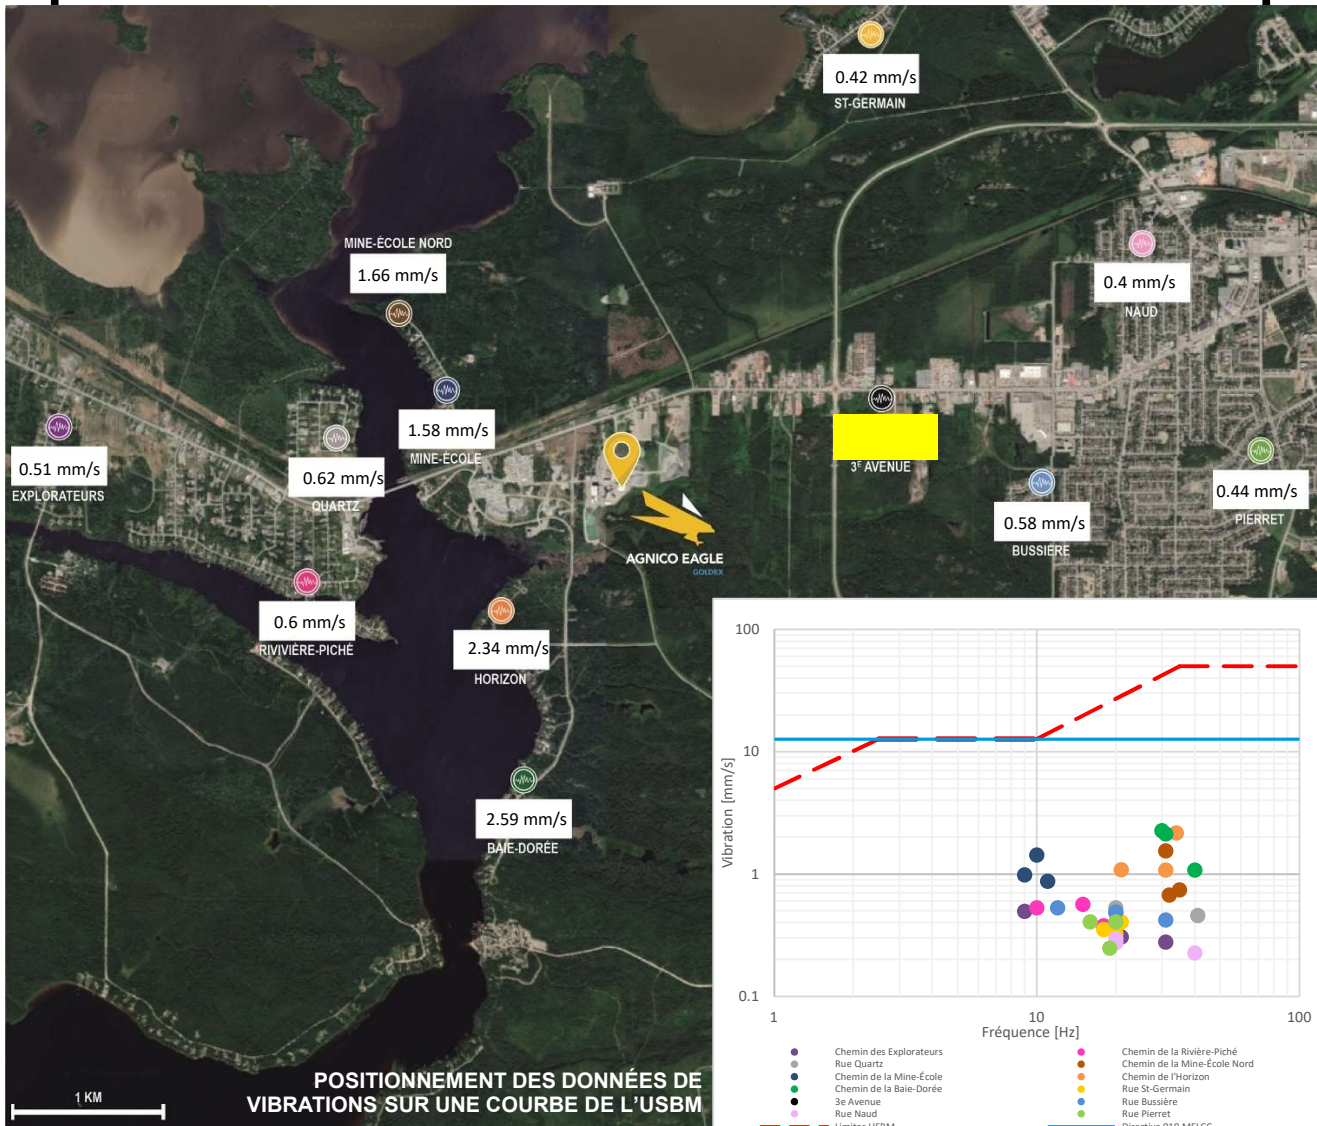 0.42 mm/s
ST-GERMAIN
MINE-ÉCOLE NORD
1.66 mm/s
0.4 mm/s
NAUD
1.58 mm/s
MINE-ÉCOLE
0.51 mm/s
EXPLORATEURS
0.62 mm/s
QUARTZ
3E AVENUE
0.44 mm/s
PIERRET
0.58 mm/s
BUSSIÈRE
AGNICO EAGLE
GOLDEX
0.6 mm/s
RIVIVIÈRE-PICHÉ
2.34 mm/s
HORIZON
2.59 mm/s
BAIE-DORÉE
POSITIONNEMENT DES DONNÉES DE
VIBRATIONS SUR UNE COURBE DE L'USBM
1 KM
100
10
1
0.1
Vibration [mm/s]
1
10
100
Fréquence [Hz]
Chemin des Explorateurs
Chemin de la Rivière-Piché
Rue Quartz
Chemin de la Mine-École Nord
Chemin de la Mine-École
Chemin de l'Horizon
Chemin de la Baie-Dorée
Rue St-Germain
3e Avenue
Rue Bussière
Rue Naud
Rue Pierret
Limites USBM
Directive 019 MELCC